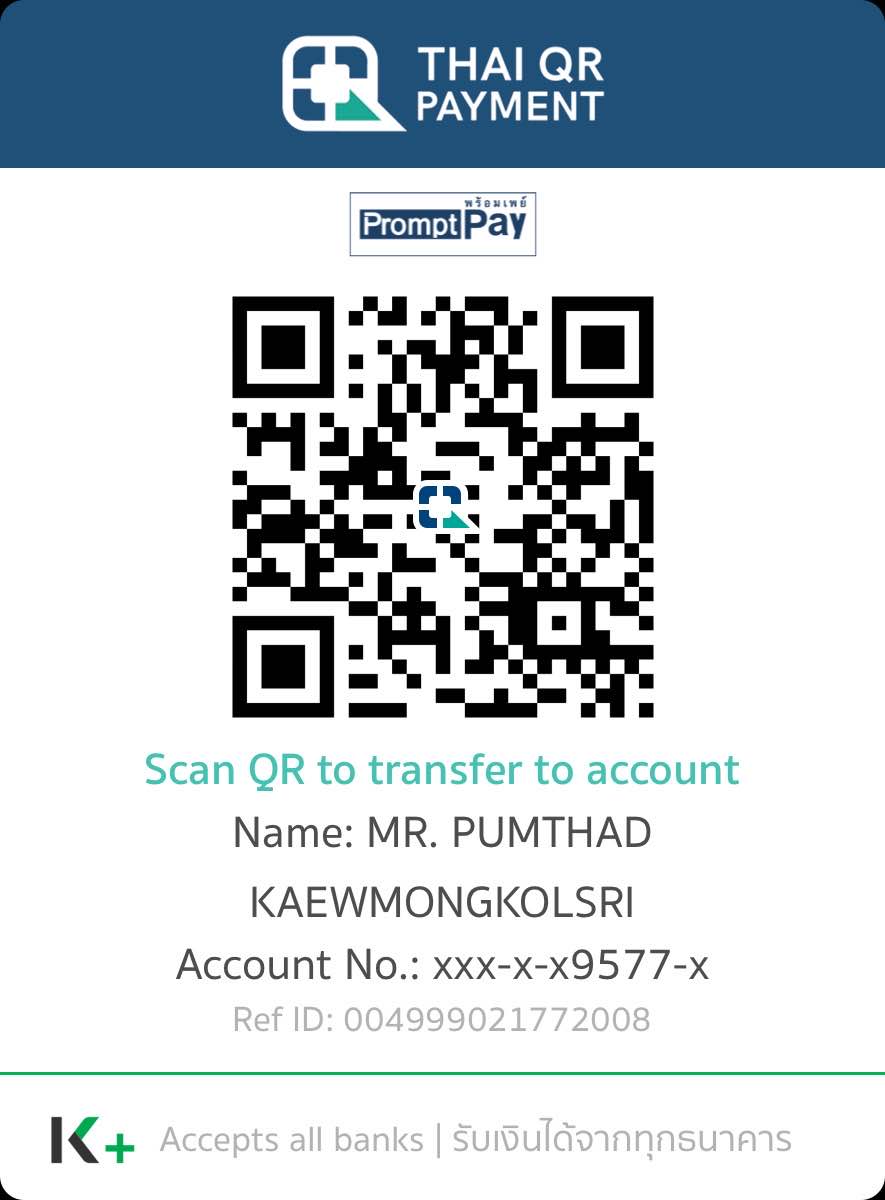 THAI QR
PAYMENT
พร้อมเพย์
PromptPay
Scan QR to transfer to account
Name: MR. PUMTHAD
KAEWMONGKOLSRI
Account No.: xxx-x-x9577-x
Ref ID: 004999021772008
K+ Accepts all banks | รับเงินได้จากทุกธนาคาร